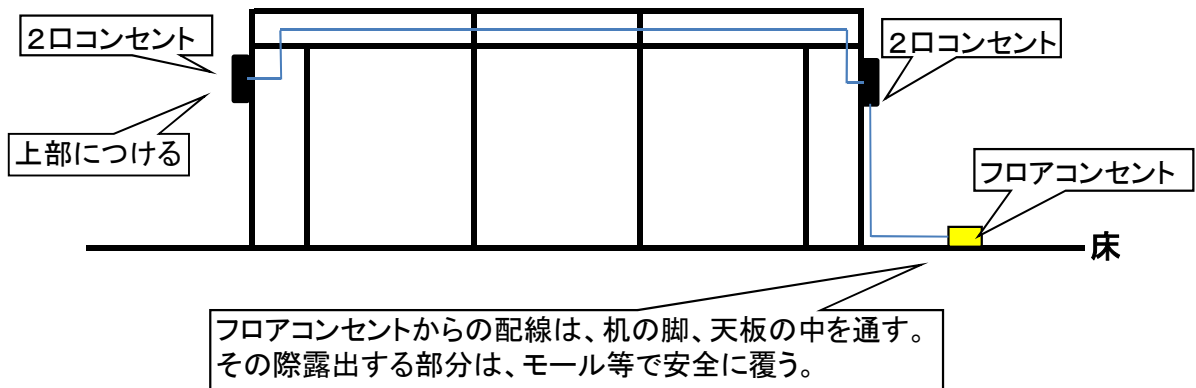 2口コンセント
2口コンセント
上部につける
フロアコンセント
床
フロアコンセントからの配線は、机の脚、天板の中を通す。
その際露出する部分は、モール等で安全に覆う。